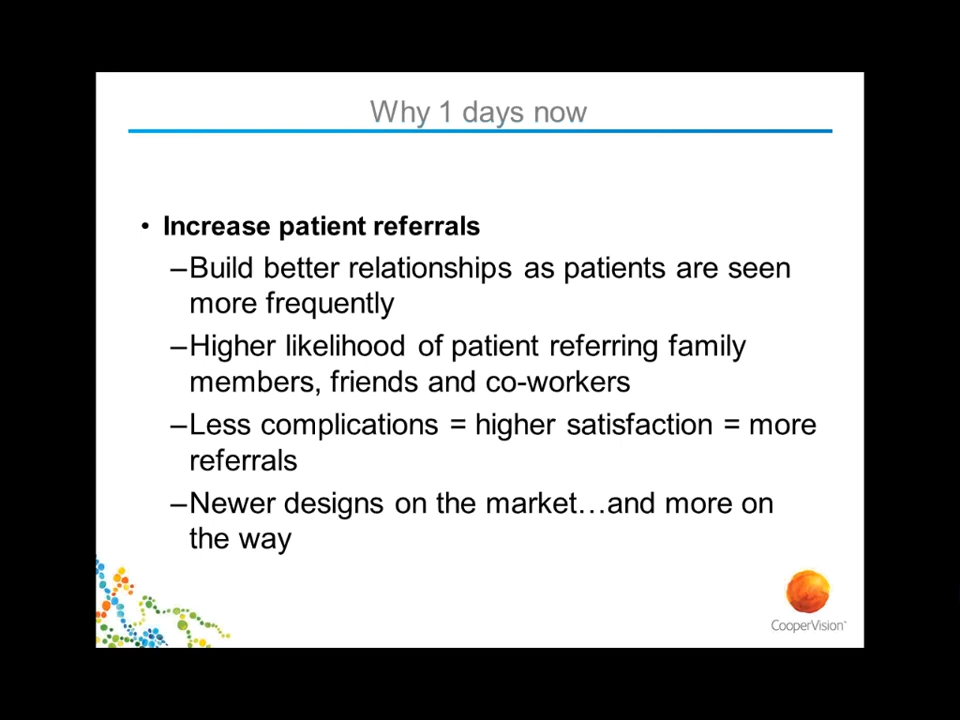 Why 1 days now
• Increase patient referrals
–Build better relationships as patients are seen
more frequently
–Higher likelihood of patient referring family
members, friends and co-workers
–Less complications = higher satisfaction = more
referrals
–Newer designs on the market…and more on
the way
CooperVision™